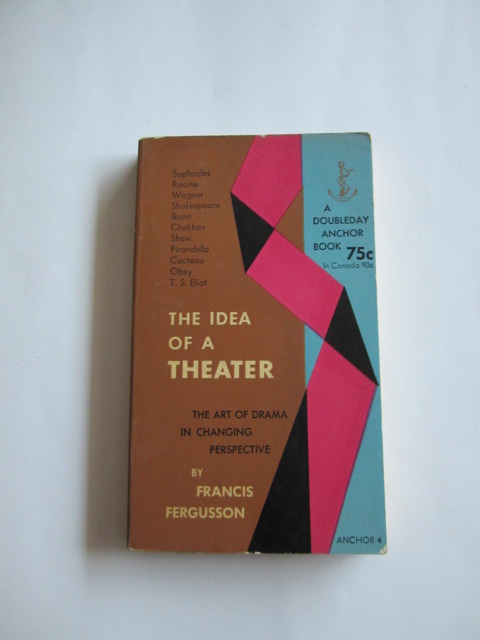 Sophocles
Racine
Wagner
Shakespeare
Ibsen
Chekhov
Shaw
Pirandello
Cocteau
Obey
T. S. Eliot
A
DOUBLEDAY
ANCHOR
BOOK 75c
In Canada 90c
THE IDEA
OF A
THEATER
THE ART OF DRAMA
IN CHANGING
PERSPECTIVE
BY
FRANCIS
FERGUSSON
ANCHOR 4